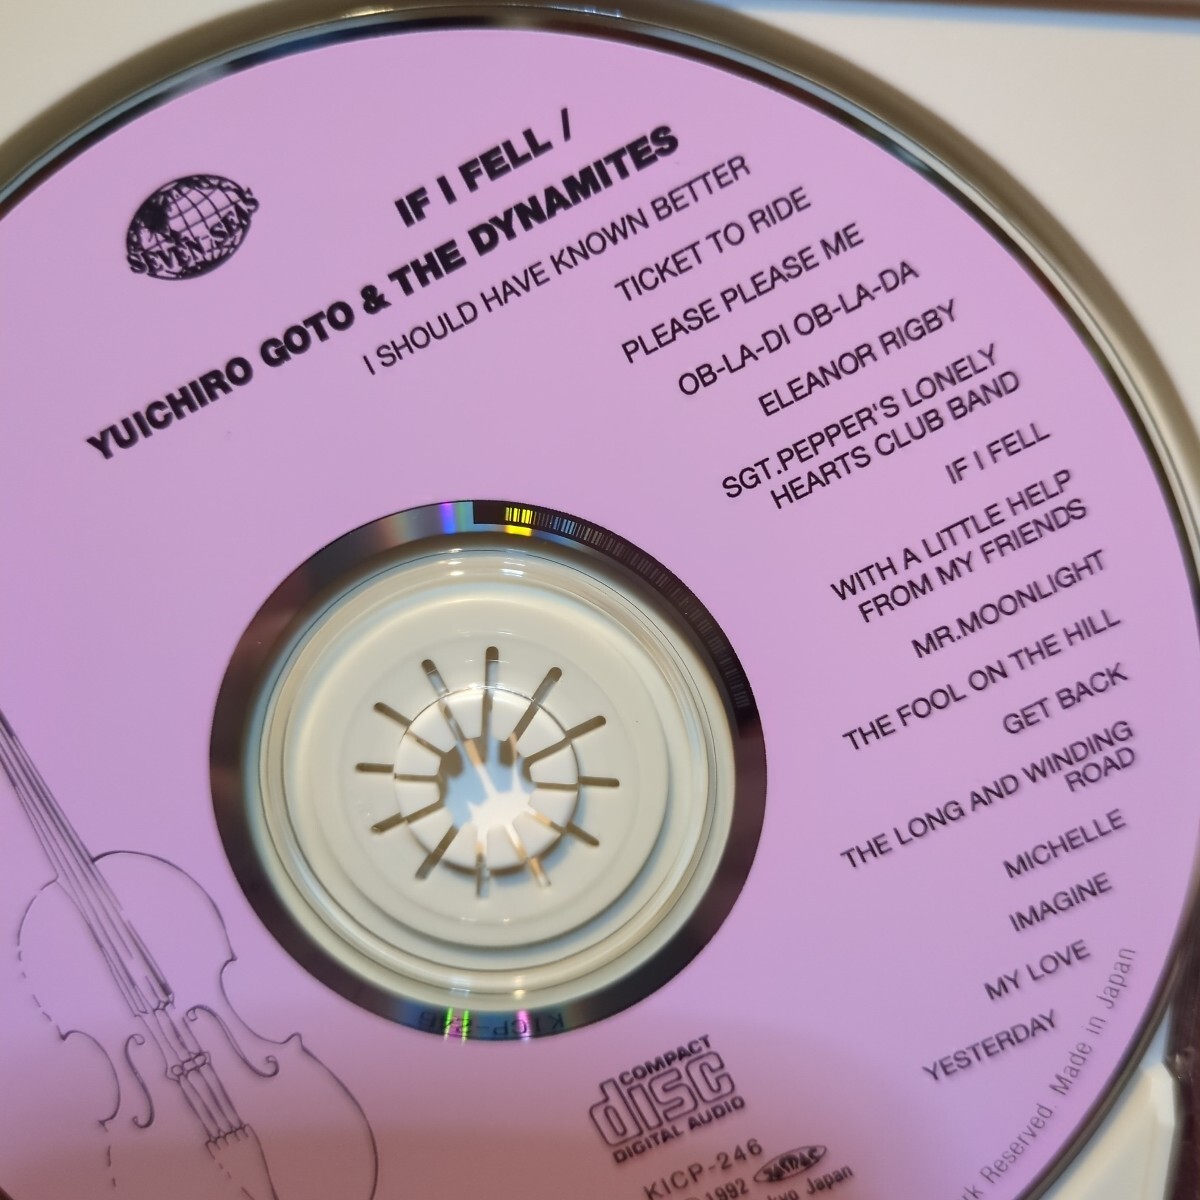 SEVEN-SEAS
IF I FELL /
YUICHIRO GOTO & THE DYNAMITES
I SHOULD HAVE KNOWN BETTER
TICKET TO RIDE
PLEASE PLEASE ME
OB-LA-DI OB-LA-DA
ELEANOR RIGBY
SGT.PEPPER'S LONELY
HEARTS CLUB BAND
IF I FELL
WITH A LITTLE HELP
FROM MY FRIENDS
MR.MOONLIGHT
THE FOOL ON THE HILL
GET BACK
THE LONG AND WINDING
ROAD
MICHELLE
IMAGINE
MY LOVE
YESTERDAY
KICP-246
COMPACT
disc
DIGITAL AUDIO
KICP-246
JASRAC
1992
Japan
Reserved. Made in Japan